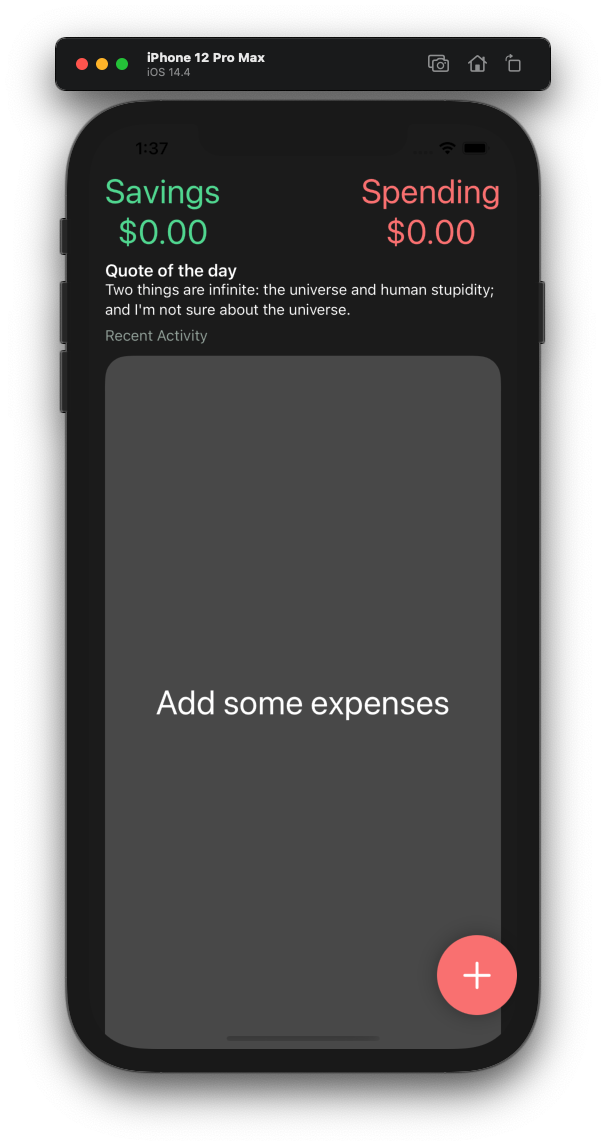 iPhone 12 Pro Max
iOS 14.4
1:37
Savings
Spending
$0.00
$0.00
Quote of the day
Two things are infinite: the universe and human stupidity;
and I'm not sure about the universe.
Recent Activity
Add some expenses
+